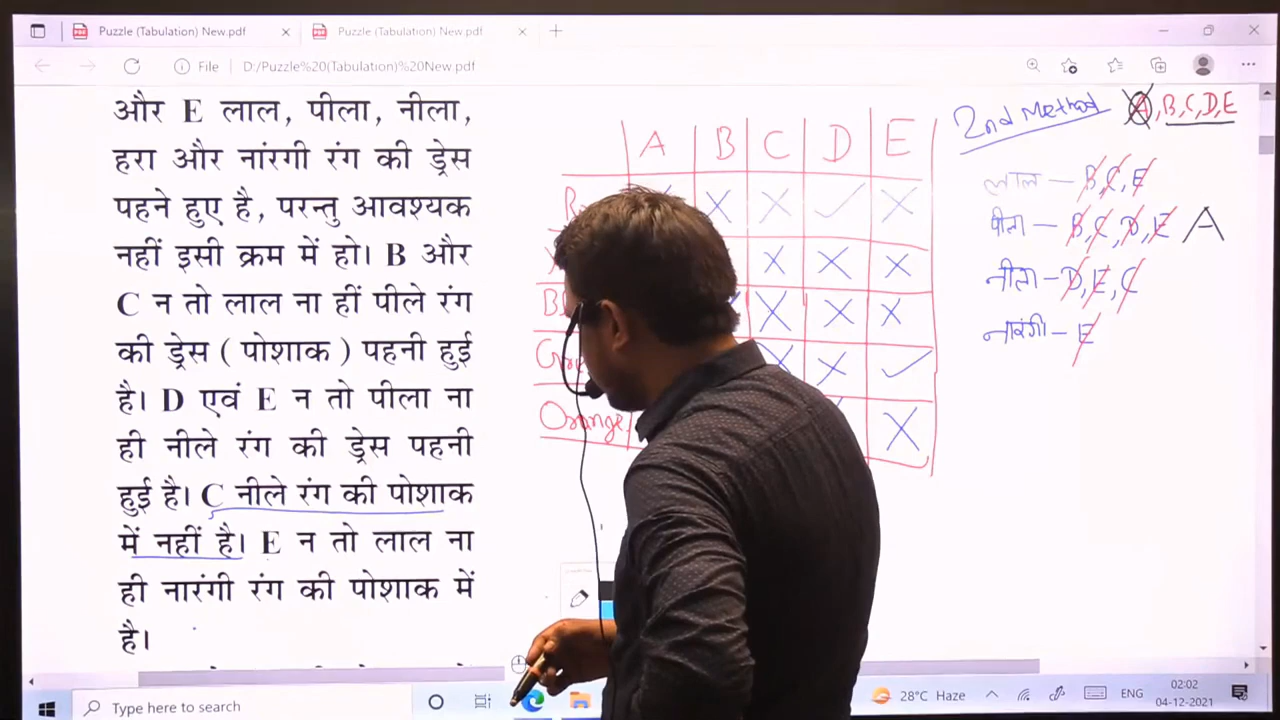 Puzzle (Tabulation) New.pdf
Puzzle (Tabulation) New.pdf
File D:/Puzzle%20(Tabulation)%20New.pdf
और E लाल, पीला, नीला,
हरा और नांरगी रंग की ड्रेस
पहने हुए है, परन्तु आवश्यक
नहीं इसी क्रम में हो। B और
C न तो लाल ना हीं पीले रंग
की ड्रेस (पोशाक) पहनी हुई
है। D एवं E न तो पीला ना
ही नीले रंग की ड्रेस पहनी
हुई है। C नीले रंग की पोशाक
में नहीं है। E न तो लाल ना
ही नारंगी रंग की पोशाक में
है।
A B C D E
X X ✓ X
X X X
X X X
X X ✓
Orange X
2nd Method A, B, C, D, E
लाल – B, C, E
पीला – B, C, D, E A
नीला – D, E, C
नारंगी – E
Type here to search
28°C Haze
ENG
02:02
04-12-2021